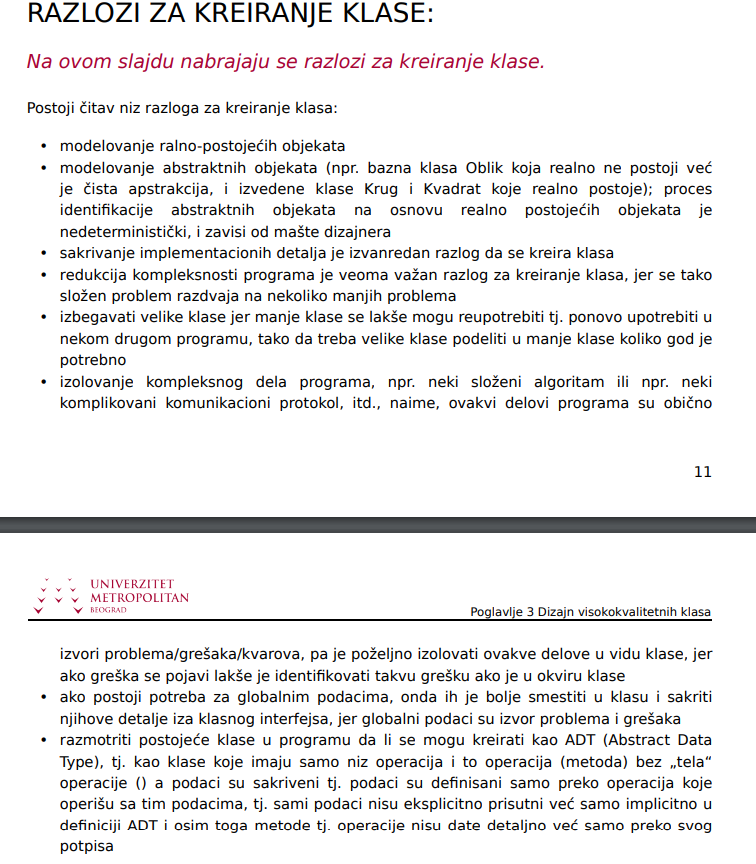 RAZLOZI ZA KREIRANJE KLASE:
Na ovom slajdu nabrajaju se razlozi za kreiranje klase.
Postoji čitav niz razloga za kreiranje klasa:
• modelovanje ralno-postojećih objekata
• modelovanje abstraktnih objekata (npr. bazna klasa Oblik koja realno ne postoji već
je čista apstrakcija, i izvedene klase Krug i Kvadrat koje realno postoje); proces
identifikacije abstraktnih objekata na osnovu realno postojećih objekata je
nedeterministički, i zavisi od mašte dizajnera
• sakrivanje implementacionih detalja je izvanredan razlog da se kreira klasa
• redukcija kompleksnosti programa je veoma važan razlog za kreiranje klasa, jer se tako
složen problem razdvaja na nekoliko manjih problema
• izbegavati velike klase jer manje klase se lakše mogu reupotrebiti tj. ponovo upotrebiti u
nekom drugom programu, tako da treba velike klase podeliti u manje klase koliko god je
potrebno
• izolovanje kompleksnog dela programa, npr. neki složeni algoritam ili npr. neki
komplikovani komunikacioni protokol, itd., naime, ovakvi delovi programa su obično
11
UNIVERZITET
METROPOLITAN
BEOGRAD
Poglavlje 3 Dizajn visokokvalitetnih klasa
izvori problema/grešaka/kvarova, pa je poželjno izolovati ovakve delove u vidu klase, jer
ako greška se pojavi lakše je identifikovati takvu grešku ako je u okviru klase
• ako postoji potreba za globalnim podacima, onda ih je bolje smestiti u klasu i sakriti
njihove detalje iza klasnog interfejsa, jer globalni podaci su izvor problema i grešaka
• razmotriti postojeće klase u programu da li se mogu kreirati kao ADT (Abstract Data
Type), tj. kao klase koje imaju samo niz operacija i to operacija (metoda) bez „tela“
operacije () a podaci su sakriveni tj. podaci su definisani samo preko operacija koje
operišu sa tim podacima, tj. sami podaci nisu eksplicitno prisutni već samo implicitno u
definiciji ADT i osim toga metode tj. operacije nisu date detaljno već samo preko svog
potpisa